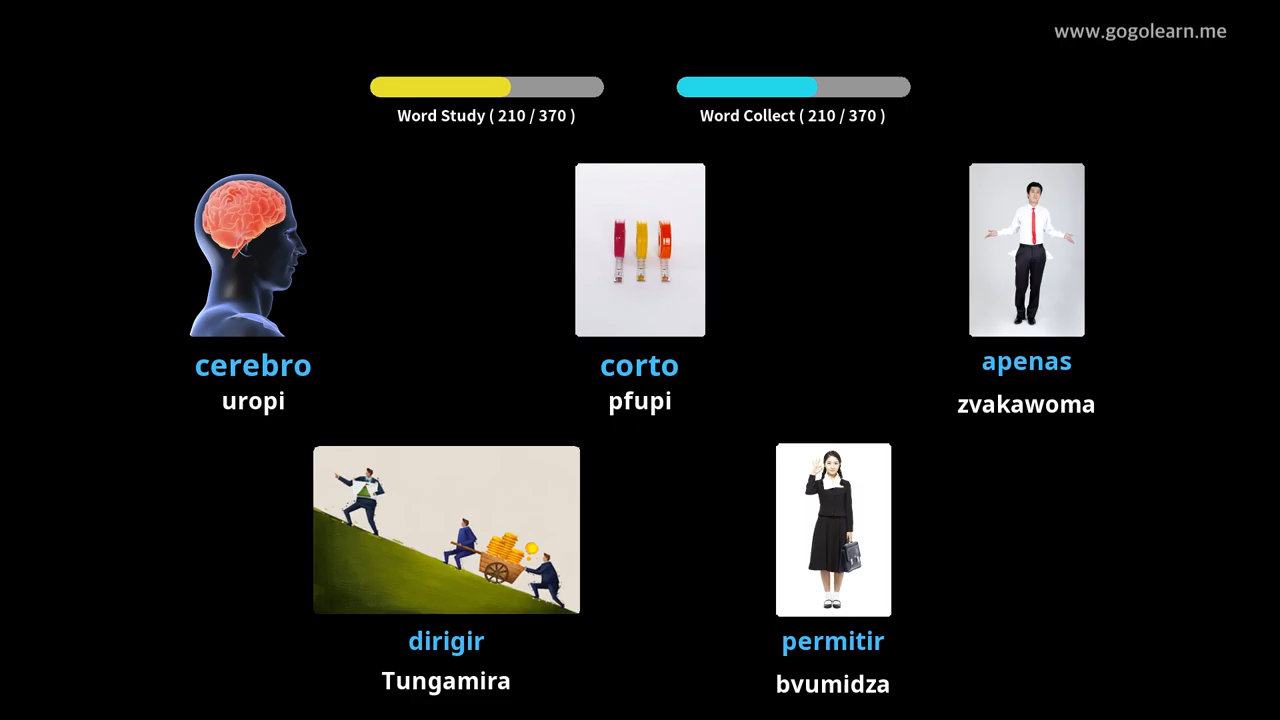 www.gogolearn.me
Word Study ( 210 / 370 )
Word Collect ( 210 / 370 )
cerebro
uropi
corto
pfupi
apenas
zvakawoma
dirigir
Tungamira
permitir
bvumidza